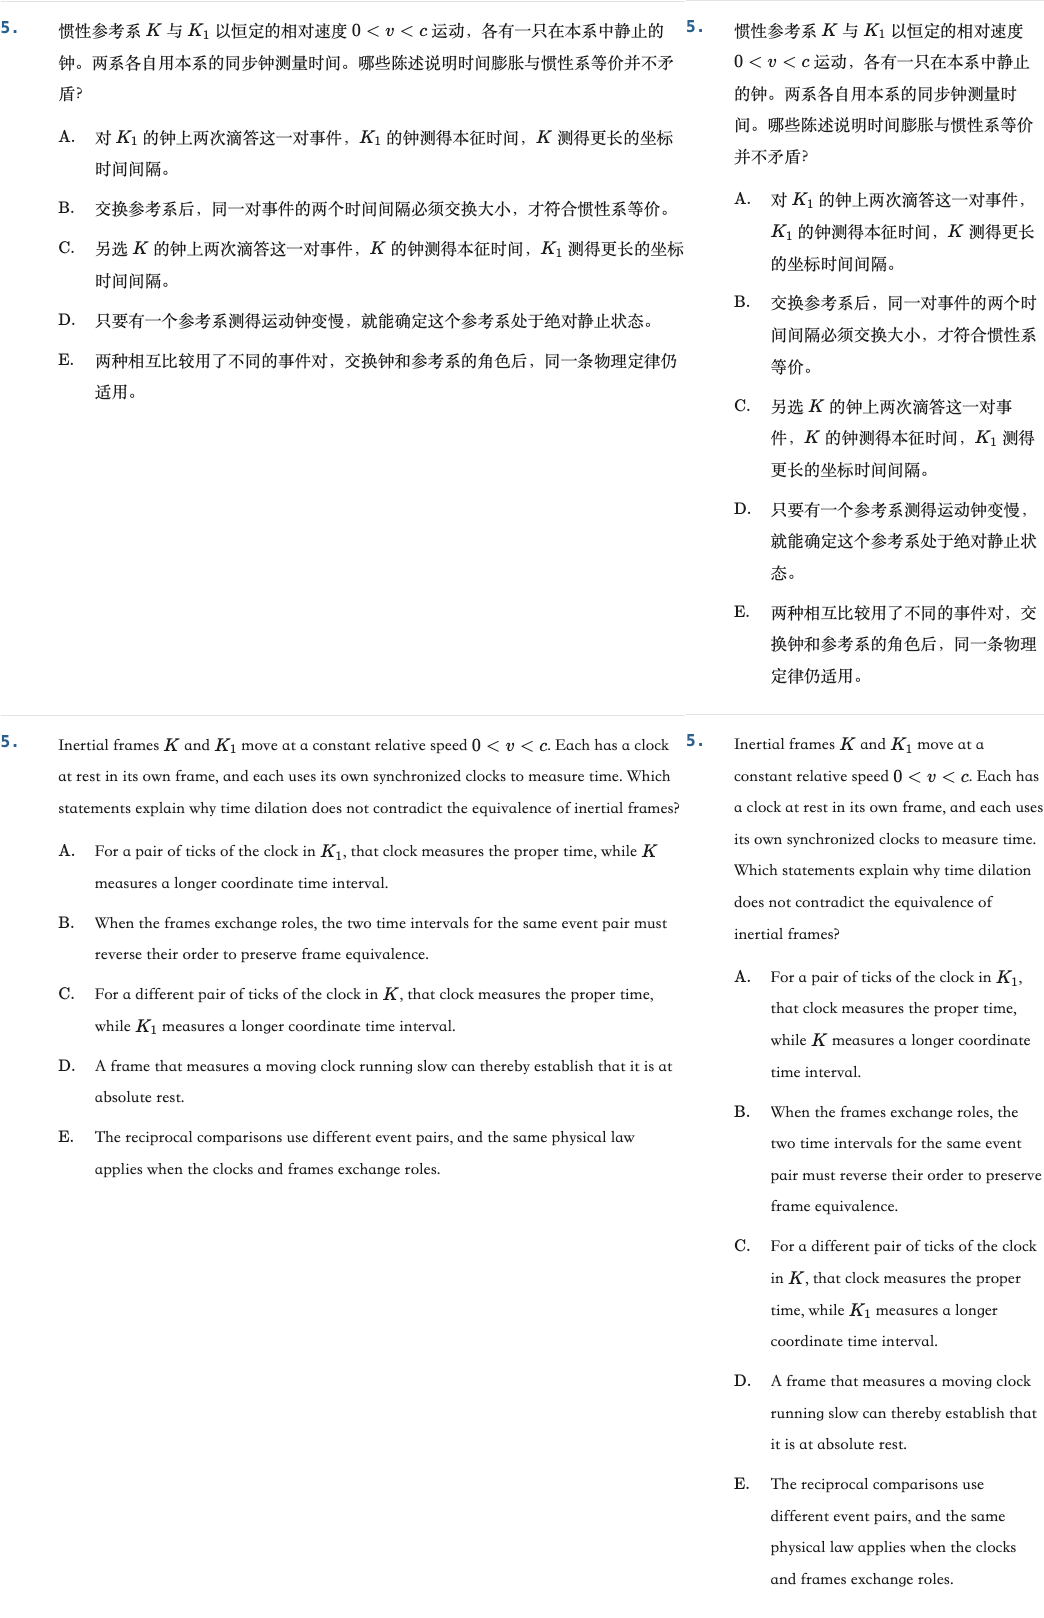 5.
惯性参考系 K 与 K₁ 以恒定的相对速度 0 < v < c 运动，各有一只在本系中静止的
钟。两系各自用本系的同步钟测量时间。哪些陈述说明时间膨胀与惯性系等价并不矛
盾？
A. 对 K₁ 的钟上两次滴答这一对事件，K₁ 的钟测得本征时间，K 测得更长的坐标
时间间隔。
B. 交换参考系后，同一对事件的两个时间间隔必须交换大小，才符合惯性系等价。
C. 另选 K 的钟上两次滴答这一对事件，K 的钟测得本征时间，K₁ 测得更长的坐标
时间间隔。
D. 只要有一个参考系测得运动钟变慢，就能确定这个参考系处于绝对静止状态。
E. 两种相互比较用了不同的事件对，交换钟和参考系的角色后，同一条物理定律仍
适用。
5.
惯性参考系 K 与 K₁ 以恒定的相对速度
0 < v < c 运动，各有一只在本系中静止
的钟。两系各自用本系的同步钟测量时
间。哪些陈述说明时间膨胀与惯性系等价
并不矛盾？
A. 对 K₁ 的钟上两次滴答这一对事件，
K₁ 的钟测得本征时间，K 测得更长
的坐标时间间隔。
B. 交换参考系后，同一对事件的两个时
间间隔必须交换大小，才符合惯性系
等价。
C. 另选 K 的钟上两次滴答这一对事
件，K 的钟测得本征时间，K₁ 测得
更长的坐标时间间隔。
D. 只要有一个参考系测得运动钟变慢，
就能确定这个参考系处于绝对静止状
态。
E. 两种相互比较用了不同的事件对，交
换钟和参考系的角色后，同一条物理
定律仍适用。
5.
Inertial frames K and K₁ move at a constant relative speed 0 < v < c. Each has a clock
at rest in its own frame, and each uses its own synchronized clocks to measure time. Which
statements explain why time dilation does not contradict the equivalence of inertial frames?
A. For a pair of ticks of the clock in K₁, that clock measures the proper time, while K
measures a longer coordinate time interval.
B. When the frames exchange roles, the two time intervals for the same event pair must
reverse their order to preserve frame equivalence.
C. For a different pair of ticks of the clock in K, that clock measures the proper time,
while K₁ measures a longer coordinate time interval.
D. A frame that measures a moving clock running slow can thereby establish that it is at
absolute rest.
E. The reciprocal comparisons use different event pairs, and the same physical law
applies when the clocks and frames exchange roles.
5.
Inertial frames K and K₁ move at a
constant relative speed 0 < v < c. Each has
a clock at rest in its own frame, and each uses
its own synchronized clocks to measure time.
Which statements explain why time dilation
does not contradict the equivalence of
inertial frames?
A. For a pair of ticks of the clock in K₁,
that clock measures the proper time,
while K measures a longer coordinate
time interval.
B. When the frames exchange roles, the
two time intervals for the same event
pair must reverse their order to preserve
frame equivalence.
C. For a different pair of ticks of the clock
in K, that clock measures the proper
time, while K₁ measures a longer
coordinate time interval.
D. A frame that measures a moving clock
running slow can thereby establish that
it is at absolute rest.
E. The reciprocal comparisons use
different event pairs, and the same
physical law applies when the clocks
and frames exchange roles.